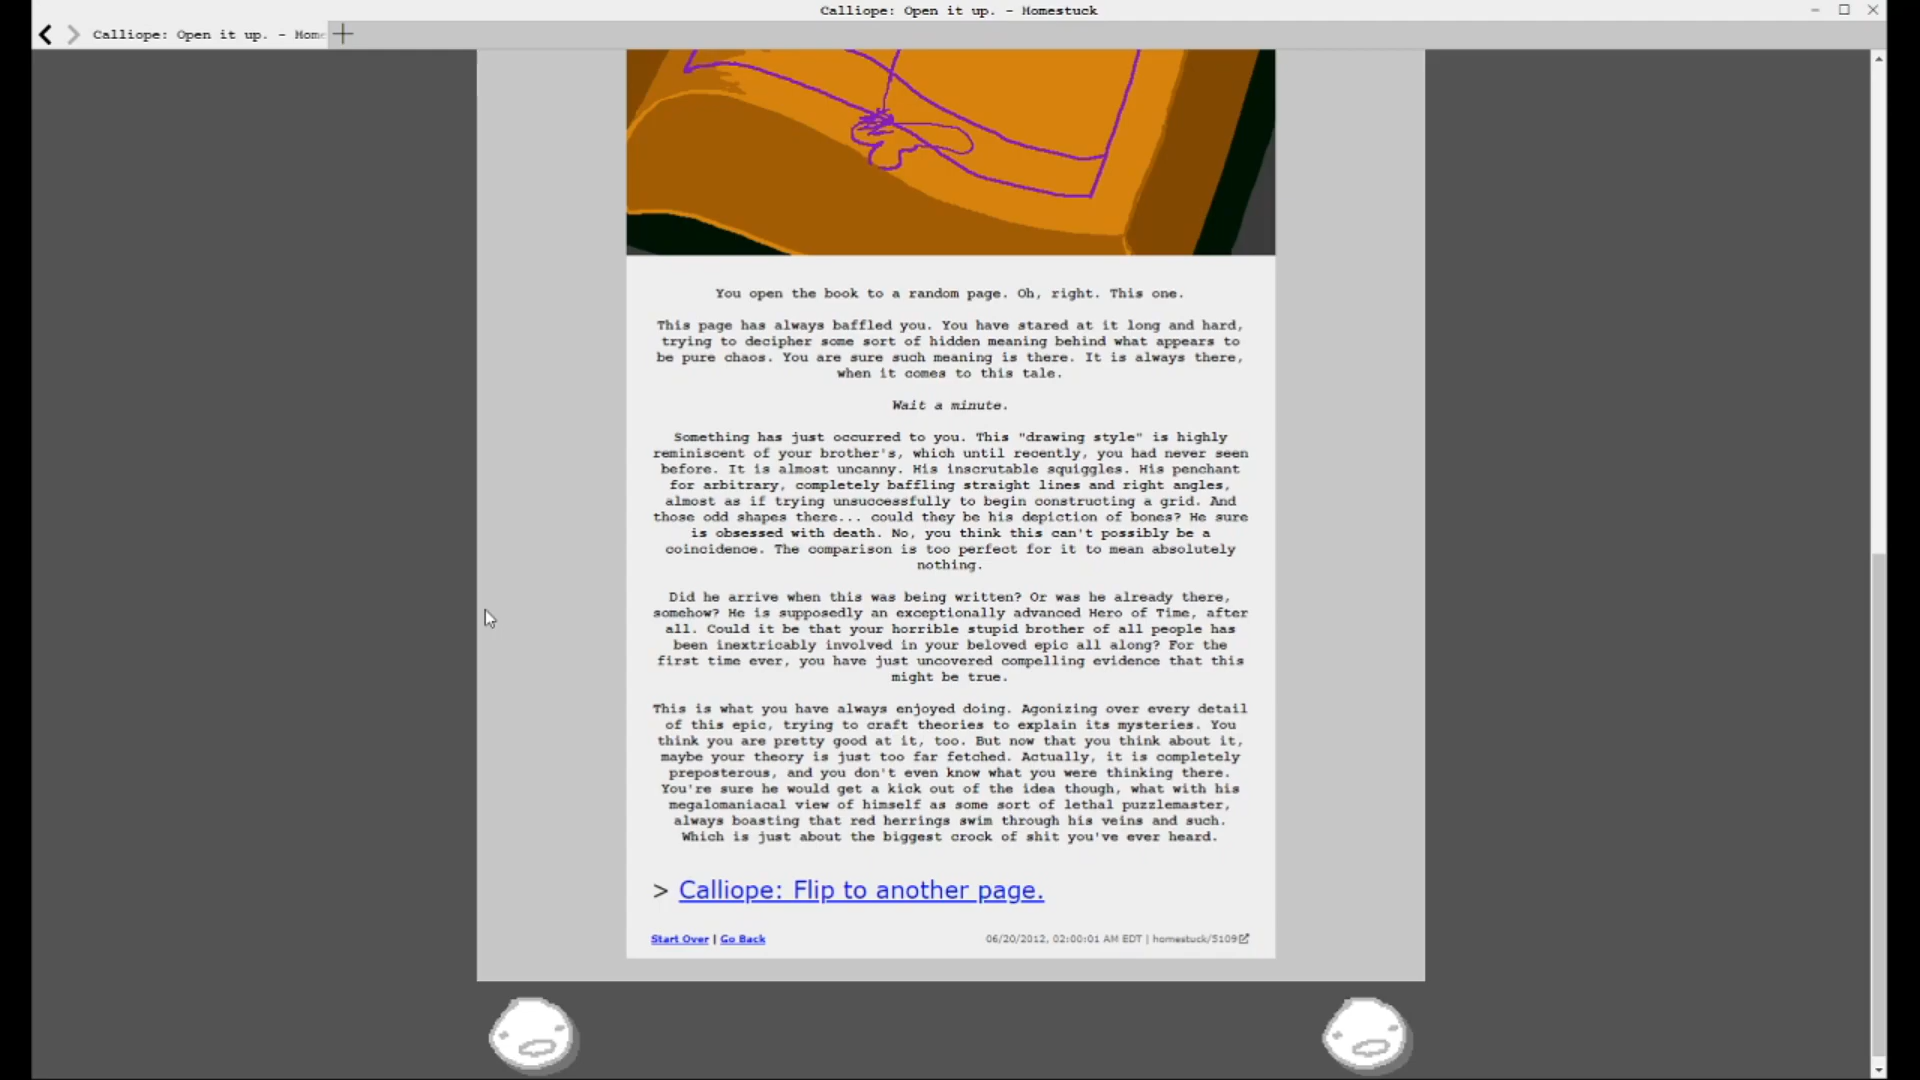 Calliope: Open it up. - Homestuck
Calliope: Open it up. - Home
You open the book to a random page. Oh, right. This one.
This page has always baffled you. You have stared at it long and hard,
trying to decipher some sort of hidden meaning behind what appears to
be pure chaos. You are sure such meaning is there. It is always there,
when it comes to this tale.
Wait a minute.
Something has just occurred to you. This "drawing style" is highly
reminiscent of your brother's, which until recently, you had never seen
before. It is almost uncanny. His inscrutable squiggles. His penchant
for arbitrary, completely baffling straight lines and right angles,
almost as if trying unsuccessfully to begin constructing a grid. And
those odd shapes there... could they be his depiction of bones? He sure
is obsessed with death. No, you think this can't possibly be a
coincidence. The comparison is too perfect for it to mean absolutely
nothing.
Did he arrive when this was being written? Or was he already there,
somehow? He is supposedly an exceptionally advanced Hero of Time, after
all. Could it be that your horrible stupid brother of all people has
been inextricably involved in your beloved epic all along? For the
first time ever, you have just uncovered compelling evidence that this
might be true.
This is what you have always enjoyed doing. Agonizing over every detail
of this epic, trying to craft theories to explain its mysteries. You
think you are pretty good at it, too. But now that you think about it,
maybe your theory is just too far fetched. Actually, it is completely
preposterous, and you don't even know what you were thinking there.
You're sure he would get a kick out of the idea though, what with his
megalomaniacal view of himself as some sort of lethal puzzlemaster,
always boasting that red herrings swim through his veins and such.
Which is just about the biggest crock of shit you've ever heard.
> Calliope: Flip to another page.
Start Over | Go Back
06/20/2012, 02:00:01 AM EDT | homestuck/5109